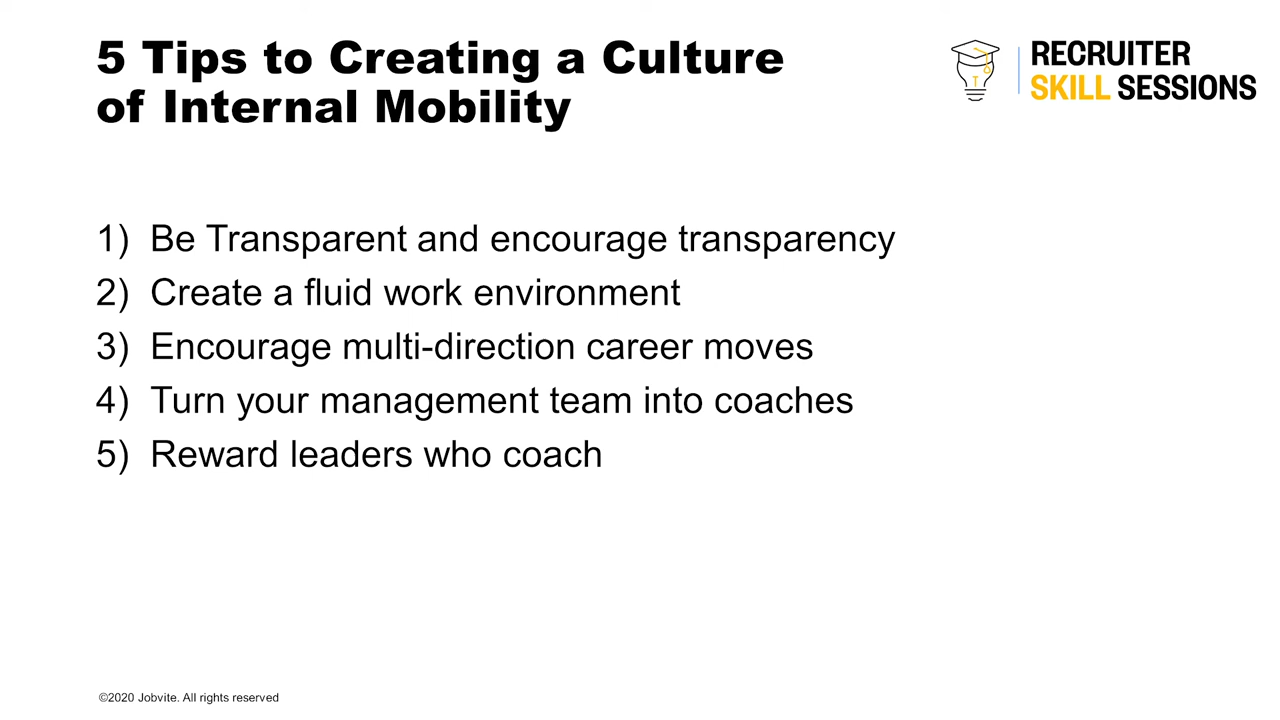 5 Tips to Creating a Culture
of Internal Mobility
RECRUITER
SKILL SESSIONS
1) Be Transparent and encourage transparency
2) Create a fluid work environment
3) Encourage multi-direction career moves
4) Turn your management team into coaches
5) Reward leaders who coach
©2020 Jobvite. All rights reserved